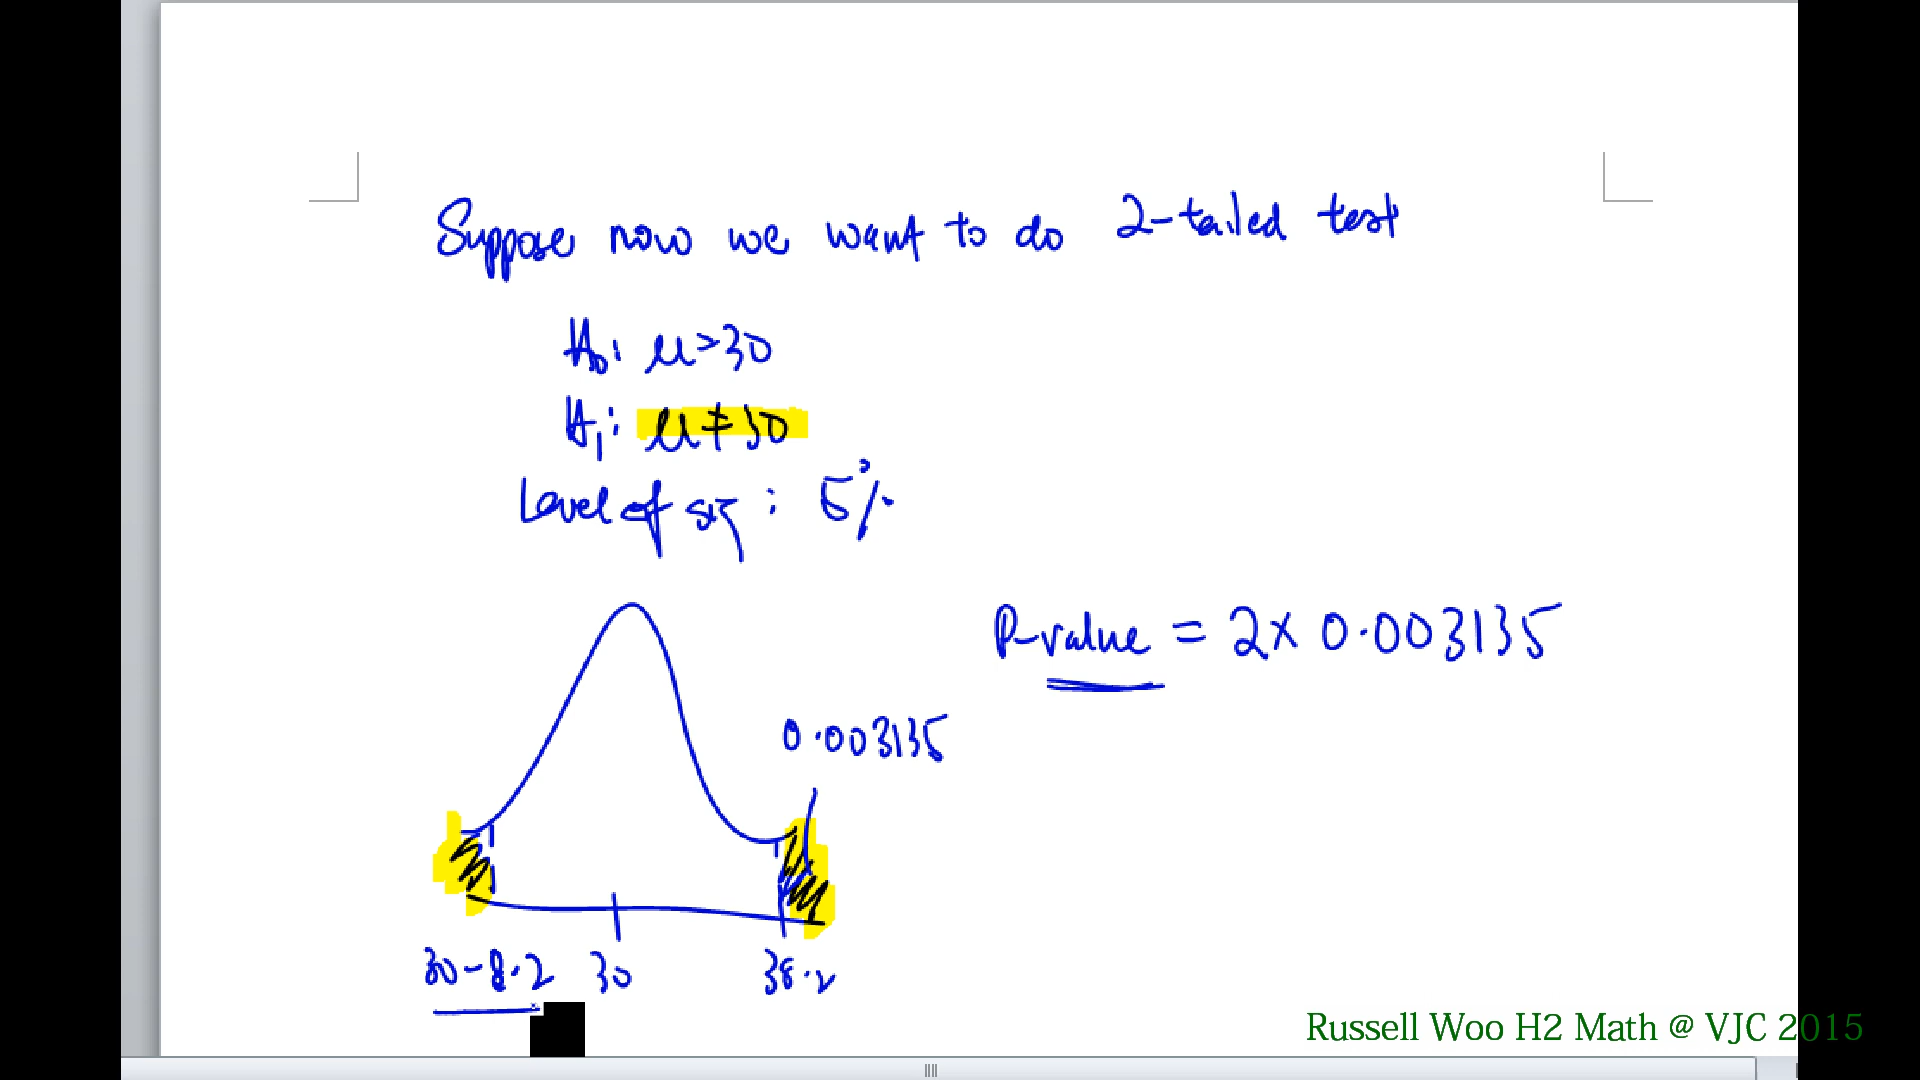 Suppose now we want to do 2-tailed test
H₀: μ>30
H₁: μ≠30
Level of sig: 5%
P-value = 2x 0.003135
0.003135
30-8.2 30 38.2
Russell Woo H2 Math @ VJC 2015